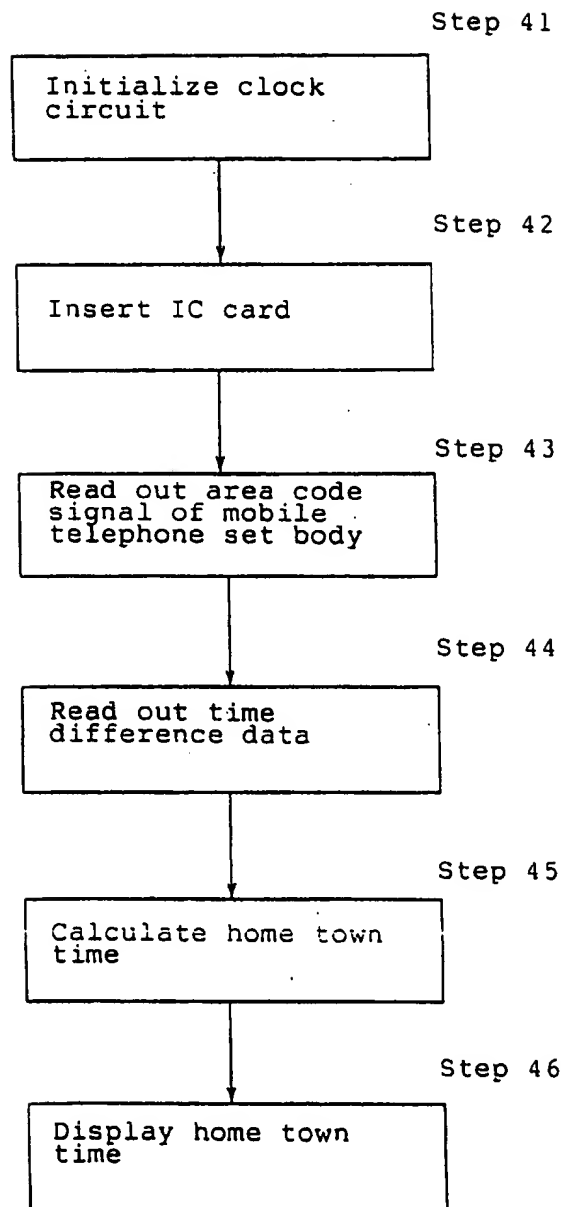 Step 41
Initialize clock
circuit
Step 42
Insert IC card
Step 43
Read out area code
signal of mobile
telephone set body
Step 44
Read out time
difference data
Step 45
Calculate home town
time
Step 46
Display home town
time